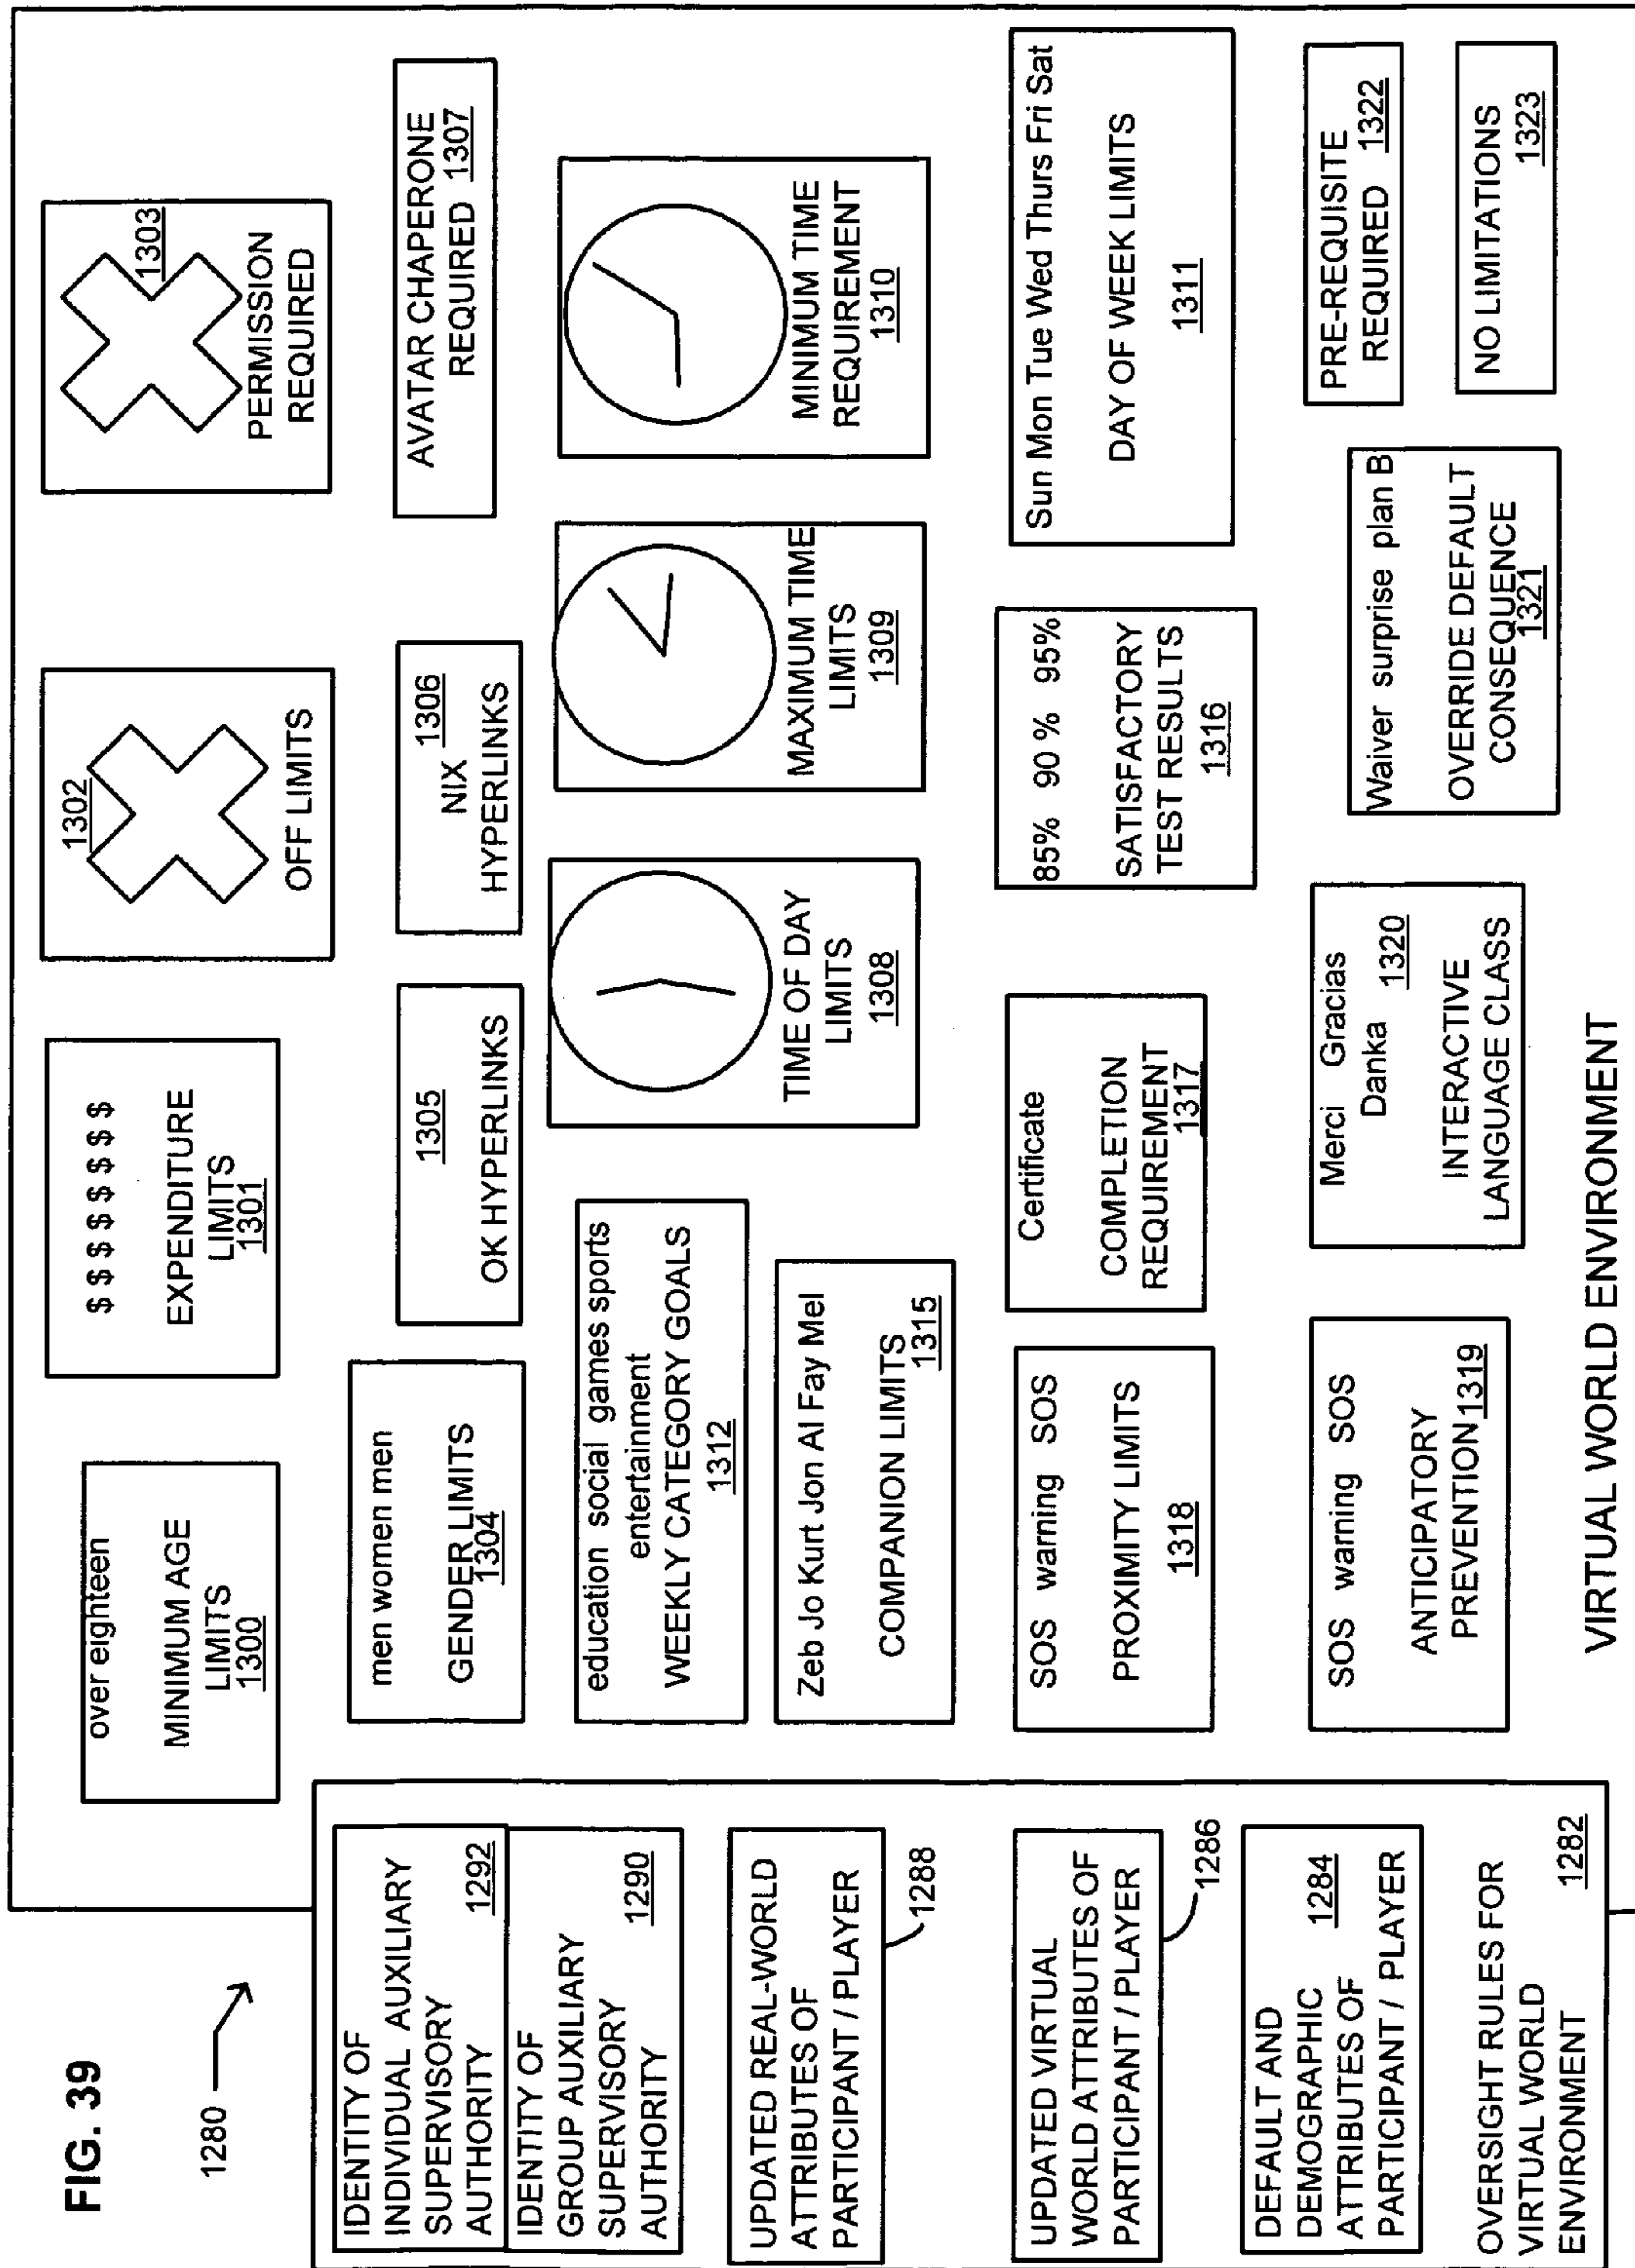 FIG. 39
1280
IDENTITY OF
INDIVIDUAL AUXILIARY
SUPERVISORY
AUTHORITY 1292
IDENTITY OF
GROUP AUXILIARY
SUPERVISORY
AUTHORITY 1290
UPDATED REAL-WORLD
ATTRIBUTES OF
PARTICIPANT / PLAYER
1288
UPDATED VIRTUAL
WORLD ATTRIBUTES OF
PARTICIPANT / PLAYER
1286
DEFAULT AND
DEMOGRAPHIC
ATTRIBUTES OF 1284
PARTICIPANT / PLAYER
OVERSIGHT RULES FOR
VIRTUAL WORLD
ENVIRONMENT 1282
over eighteen
MINIMUM AGE
LIMITS
1300
$ $ $ $ $ $ $ $
EXPENDITURE
LIMITS
1301
1302
OFF LIMITS
1303
PERMISSION
REQUIRED
men women men
GENDER LIMITS
1304
1305
OK HYPERLINKS
1306
NIX
HYPERLINKS
AVATAR CHAPERONE
REQUIRED 1307
education social games sports
entertainment
WEEKLY CATEGORY GOALS
1312
TIME OF DAY
LIMITS
1308
MAXIMUM TIME
LIMITS
1309
MINIMUM TIME
REQUIREMENT
1310
Zeb Jo Kurt Jon Al Fay Mel
COMPANION LIMITS
1315
SOS warning SOS
PROXIMITY LIMITS
1318
Certificate
COMPLETION
REQUIREMENT
1317
85% 90 % 95%
SATISFACTORY
TEST RESULTS
1316
Sun Mon Tue Wed Thurs Fri Sat
DAY OF WEEK LIMITS
1311
SOS warning SOS
ANTICIPATORY
PREVENTION 1319
Merci Gracias
Danka 1320
INTERACTIVE
LANGUAGE CLASS
Waiver surprise plan B
OVERRIDE DEFAULT
CONSEQUENCE
1321
PRE-REQUISITE
REQUIRED 1322
NO LIMITATIONS
1323
VIRTUAL WORLD ENVIRONMENT